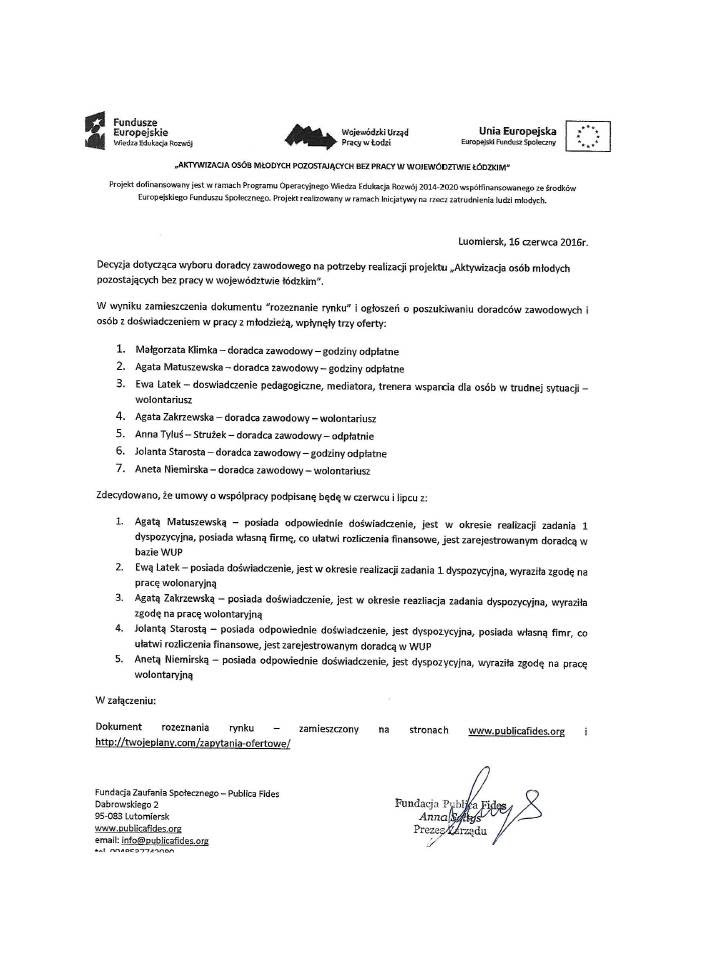 Fundusze
Europejskie
Wiedza Edukacja Rozwój
Wojewódzki Urząd
Pracy w Łodzi
Unia Europejska
Europejski Fundusz Społeczny
„AKTYWIZACJA OSÓB MŁODYCH POZOSTAJĄCYCH BEZ PRACY W WOJEWÓDZTWIE ŁÓDZKIM"
Projekt dofinansowany jest w ramach Programu Operacyjnego Wiedza Edukacja Rozwój 2014-2020 współfinansowanego ze środków
Europejskiego Funduszu Społecznego. Projekt realizowany w ramach Inicjatywy na rzecz zatrudnienia ludzi młodych.
Luomiersk, 16 czerwca 2016r.
Decyzja dotycząca wyboru doradcy zawodowego na potrzeby realizacji projektu „Aktywizacja osób młodych
pozostających bez pracy w województwie łódzkim".
W wyniku zamieszczenia dokumentu "rozeznanie rynku" i ogłoszeń o poszukiwaniu doradców zawodowych i
osób z doświadczeniem w pracy z młodzieżą, wpłynęły trzy oferty:
1. Małgorzata Klimka – doradca zawodowy – godziny odpłatne
2. Agata Matuszewska – doradca zawodowy – godziny odpłatne
3. Ewa Latek – doswiadczenie pedagogiczne, mediatora, trenera wsparcia dla osób w trudnej sytuacji –
wolontariusz
4. Agata Zakrzewska – doradca zawodowy – wolontariusz
5. Anna Tyluś – Strużek – doradca zawodowy – odpłatnie
6. Jolanta Starosta – doradca zawodowy – godziny odpłatne
7. Aneta Niemirska – doradca zawodowy – wolontariusz
Zdecydowano, że umowy o współpracy podpisanę będę w czerwcu i lipcu z:
1. Agatą Matuszewską – posiada odpowiednie doświadczenie, jest w okresie realizacji zadania 1
dyspozycyjna, posiada własną firmę, co ułatwi rozliczenia finansowe, jest zarejestrowanym doradcą w
bazie WUP
2. Ewą Latek – posiada doświadczenie, jest w okresie realizacji zadania 1 dyspozycyjna, wyraziła zgodę na
pracę wolonaryjną
3. Agatą Zakrzewską – posiada doświadczenie, jest w okresie reazliacja zadania dyspozycyjna, wyraziła
zgodę na pracę wolontaryjną
4. Jolantą Starostą – posiada odpowiednie doświadczenie, jest dyspozycyjna, posiada własną fimr, co
ułatwi rozliczenia finansowe, jest zarejestrowanym doradcą w WUP
5. Anetą Niemirską – posiada odpowiednie doświadczenie, jest dyspozycyjna, wyraziła zgodę na pracę
wolontaryjną
W załączeniu:
Dokument rozeznania rynku – zamieszczony na stronach www.publicafides.org i
http://twojeplany.com/zapytania-ofertowe/
Fundacja Zaufania Społecznego – Publica Fides
Dabrowskiego 2
95-083 Lutomiersk
www.publicafides.org
email: info@publicafides.org
Fundacja Publica Fides
Anna
Prezes Zarządu